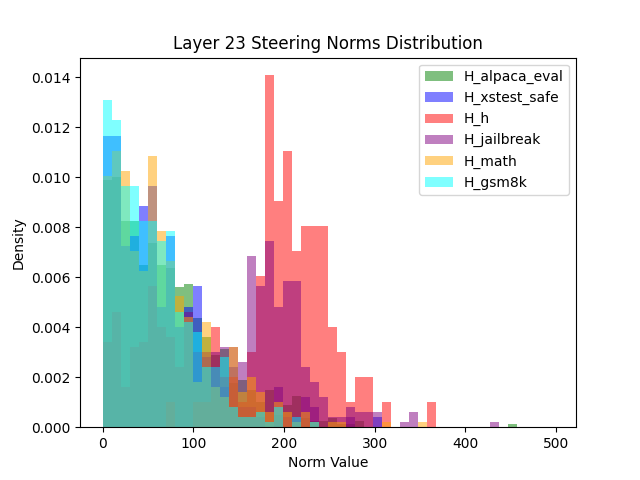 Layer 23 Steering Norms Distribution
H_alpaca_eval
H_xstest_safe
H_h
H_jailbreak
H_math
H_gsm8k
Density
0.014
0.012
0.010
0.008
0.006
0.004
0.002
0.000
0 100 200 300 400 500
Norm Value